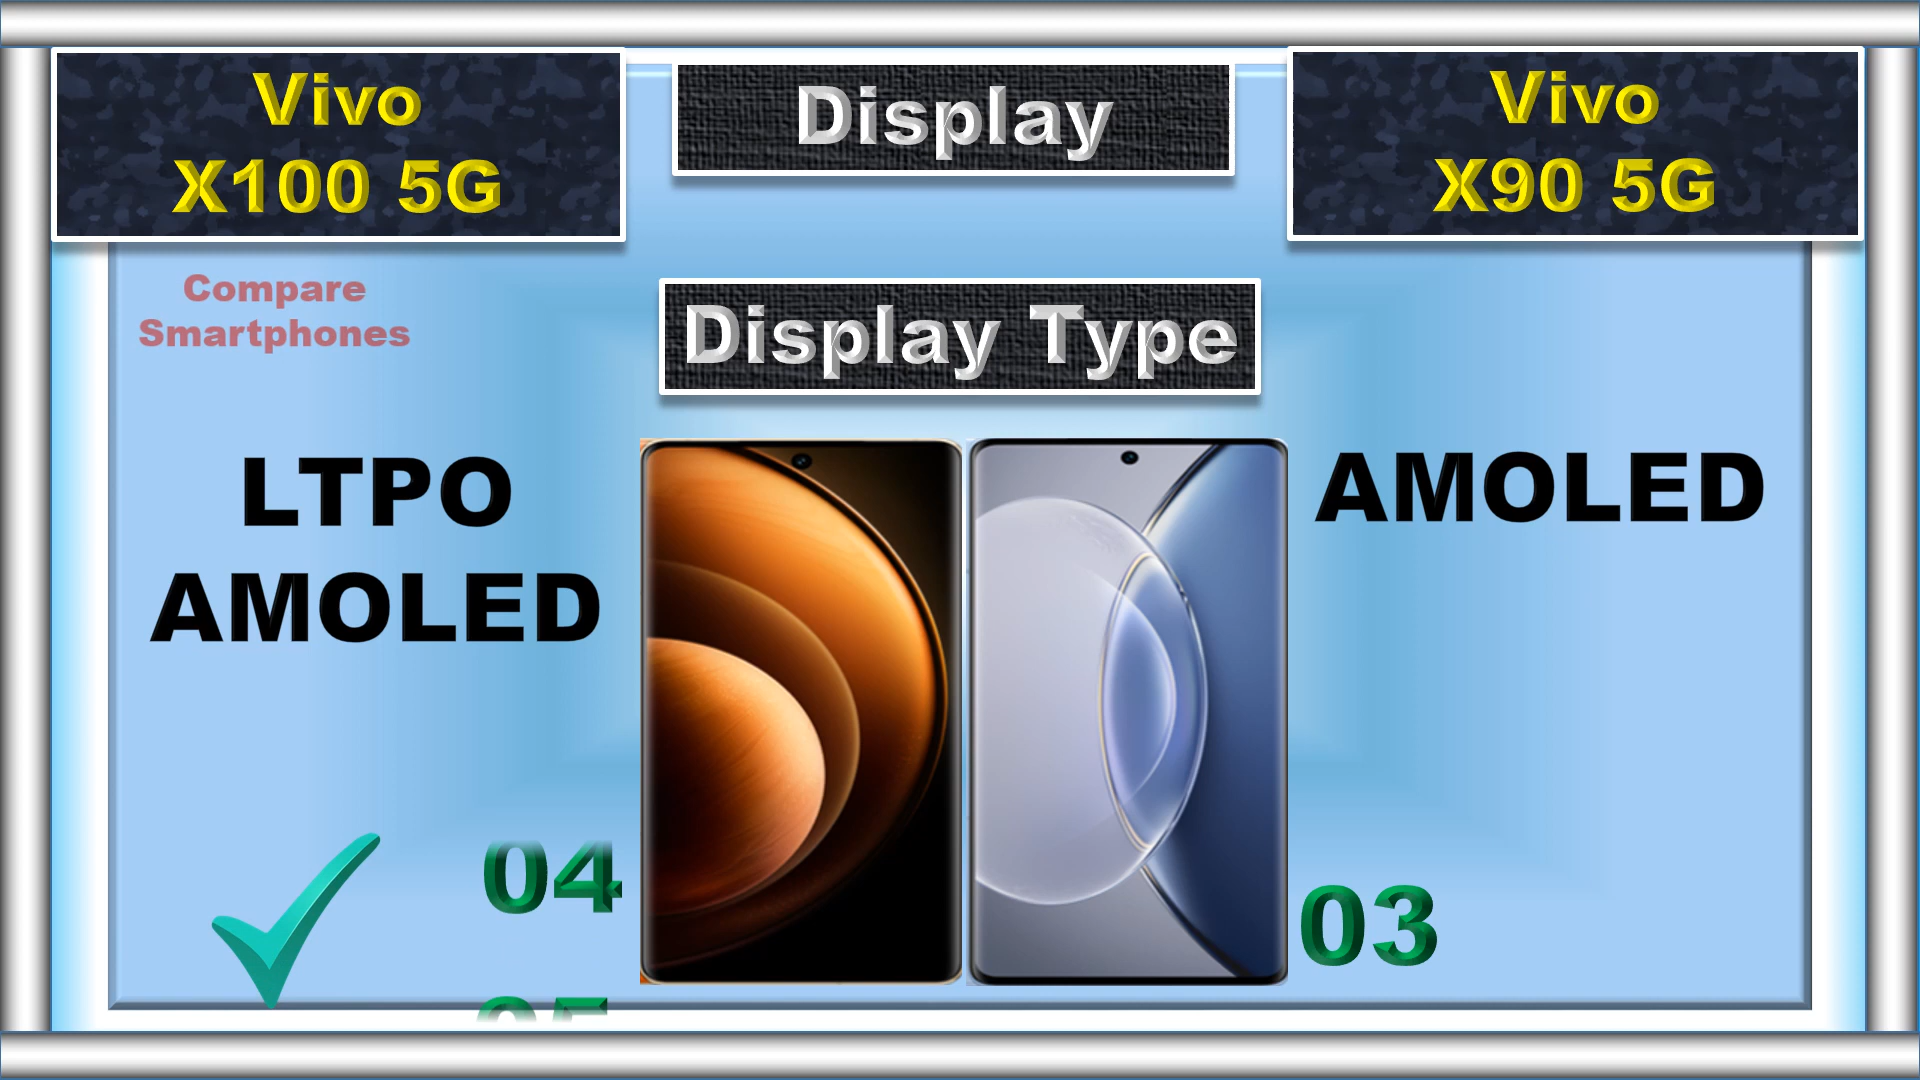 Vivo
X100 5G
Display
Vivo
X90 5G
Compare
Smartphones
Display Type
LTPO
AMOLED
AMOLED
04
03